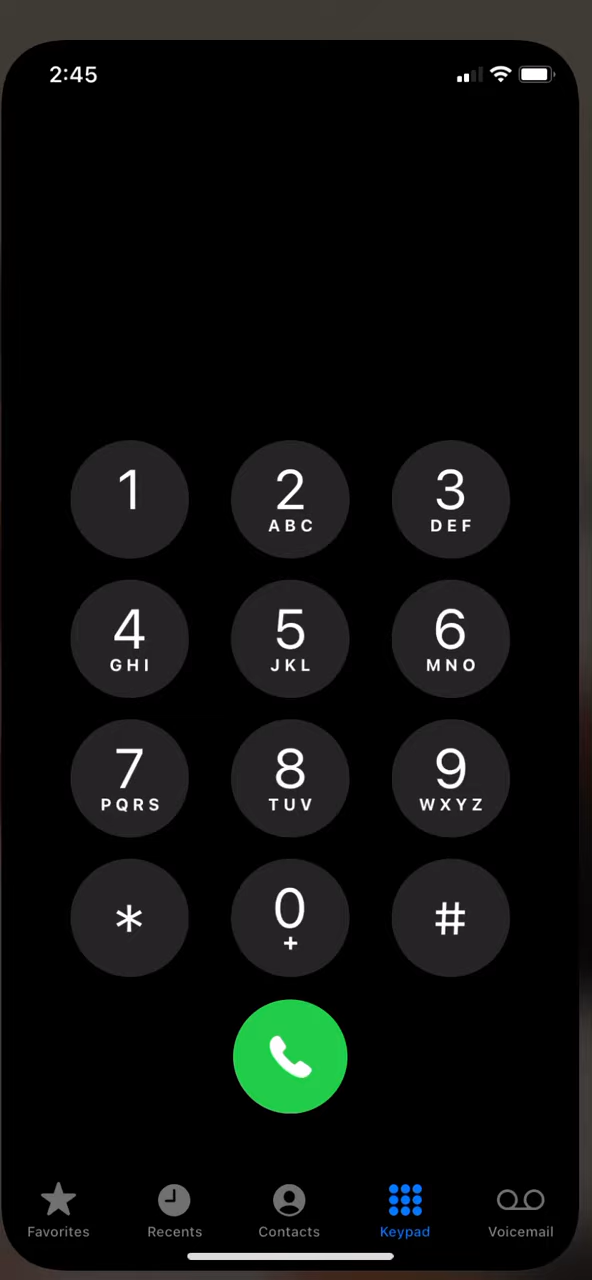 2:45
1 2 3
ABC DEF
4 5 6
GHI JKL MNO
7 8 9
PQRS TUV WXYZ
* 0 #
+
Favorites Recents Contacts Keypad Voicemail